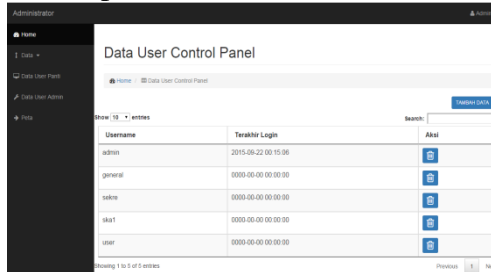 Administrator
Home
Data
Data User Panel
Data User Admin
Peta
Data User Control Panel
Home / Data User Control Panel
TAMBAH DATA
Show 10 entries
Search:
Username Terakhir Login Aksi
admin 2015-09-22 00:15:06
general 0000-00-00 00:00:00
sekre 0000-00-00 00:00:00
ska1 0000-00-00 00:00:00
user 0000-00-00 00:00:00
Showing 1 to 5 of 5 entries
Previous 1